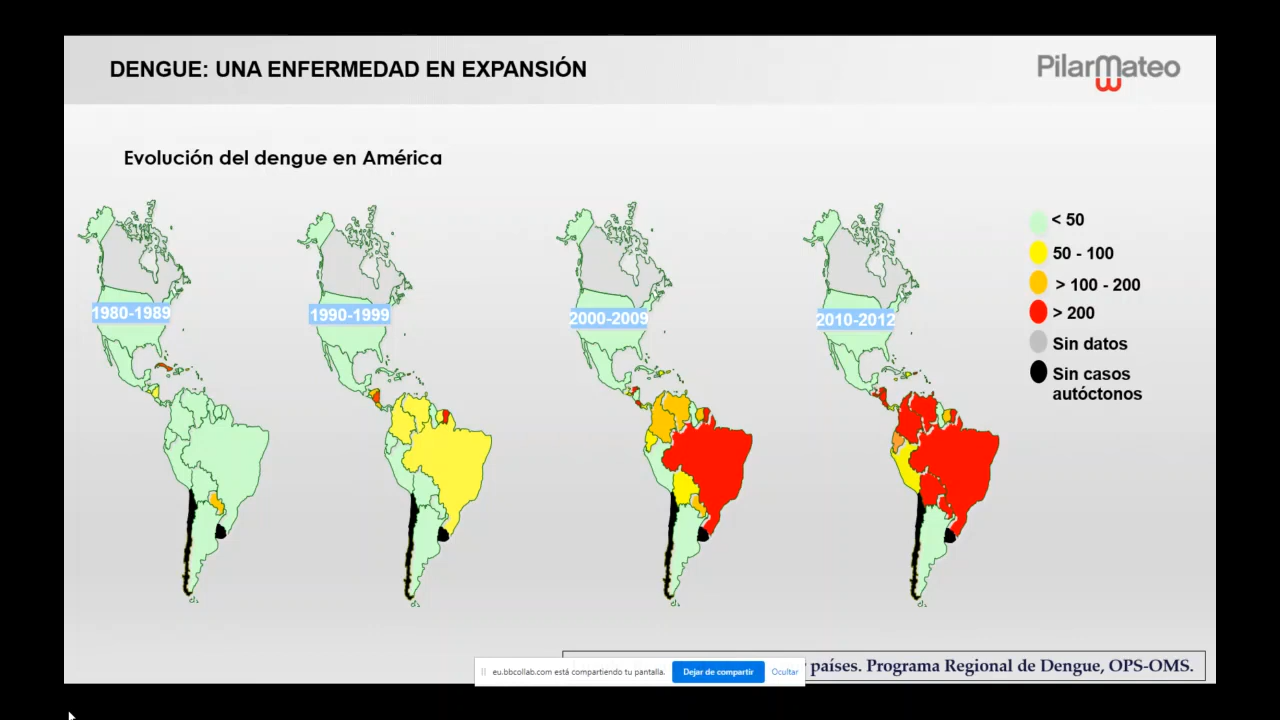 DENGUE: UNA ENFERMEDAD EN EXPANSIÓN
PilarMateo
Evolución del dengue en América
1980-1989
1990-1999
2000-2009
2010-2012
< 50
50 - 100
> 100 - 200
> 200
Sin datos
Sin casos
autóctonos
países. Programa Regional de Dengue, OPS-OMS.
eu.bbcollab.com está compartiendo tu pantalla.
Dejar de compartir
Ocultar